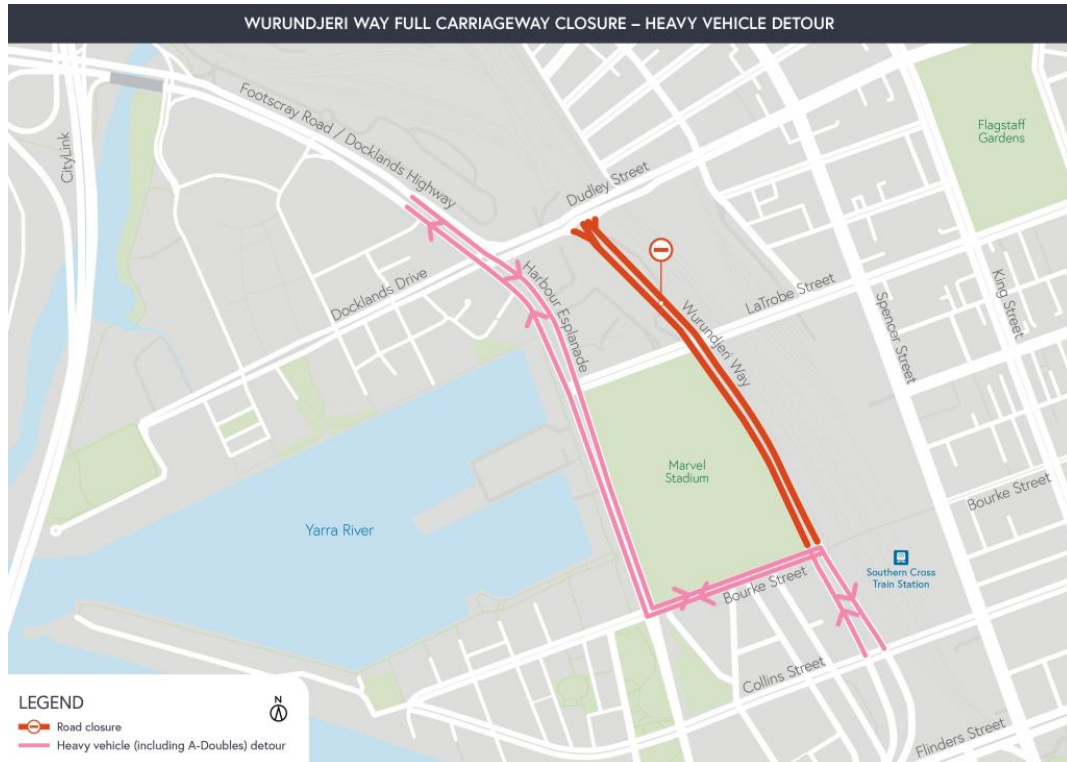 WURUNDJERI WAY FULL CARRIAGEWAY CLOSURE – HEAVY VEHICLE DETOUR
CityLink
Footscray Road / Docklands Highway
Flagstaff
Gardens
Dudley Street
Docklands Drive
Harbour Esplanade
Wurundjeri Way
LaTrobe Street
Spencer Street
King Street
Marvel
Stadium
Bourke Street
Yarra River
Southern Cross
Train Station
Bourke Street
Collins Street
Flinders Street
LEGEND
N
Road closure
Heavy vehicle (including A-Doubles) detour